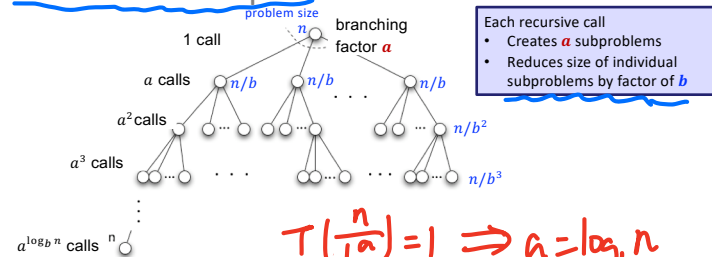 problem size
n
branching
factor a
1 call
a calls
n/b
n/b
n/b
. . .
a² calls
...
...
...
...
n/b²
a³ calls
...
. . .
...
. . .
...
n/b³
a^{log_b n} calls
n
Each recursive call
• Creates a subproblems
• Reduces size of individual
subproblems by factor of b